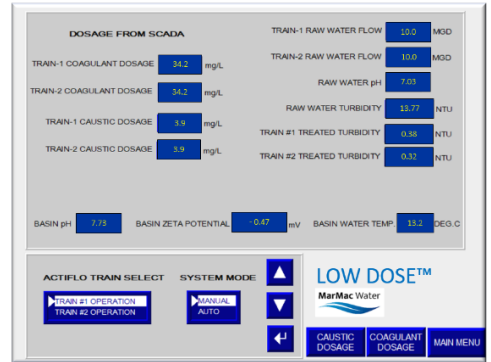 DOSAGE FROM SCADA
TRAIN-1 COAGULANT DOSAGE 34.2 mg/L
TRAIN-2 COAGULANT DOSAGE 34.2 mg/L
TRAIN-1 CAUSTIC DOSAGE 3.9 mg/L
TRAIN-2 CAUSTIC DOSAGE 3.9 mg/L
TRAIN-1 RAW WATER FLOW 10.0 MGD
TRAIN-2 RAW WATER FLOW 10.0 MGD
RAW WATER pH 7.03
RAW WATER TURBIDITY 13.77 NTU
TRAIN #1 TREATED TURBIDITY 0.38 NTU
TRAIN #2 TREATED TURBIDITY 0.32 NTU
BASIN pH 7.73 BASIN ZETA POTENTIAL -0.47 mV BASIN WATER TEMP. 13.2 DEG.C
ACTIFLO TRAIN SELECT
TRAIN #1 OPERATION
TRAIN #2 OPERATION
SYSTEM MODE
MANUAL
AUTO
LOW DOSE™
MarMac Water
CAUSTIC
DOSAGE
COAGULANT
DOSAGE
MAIN MENU